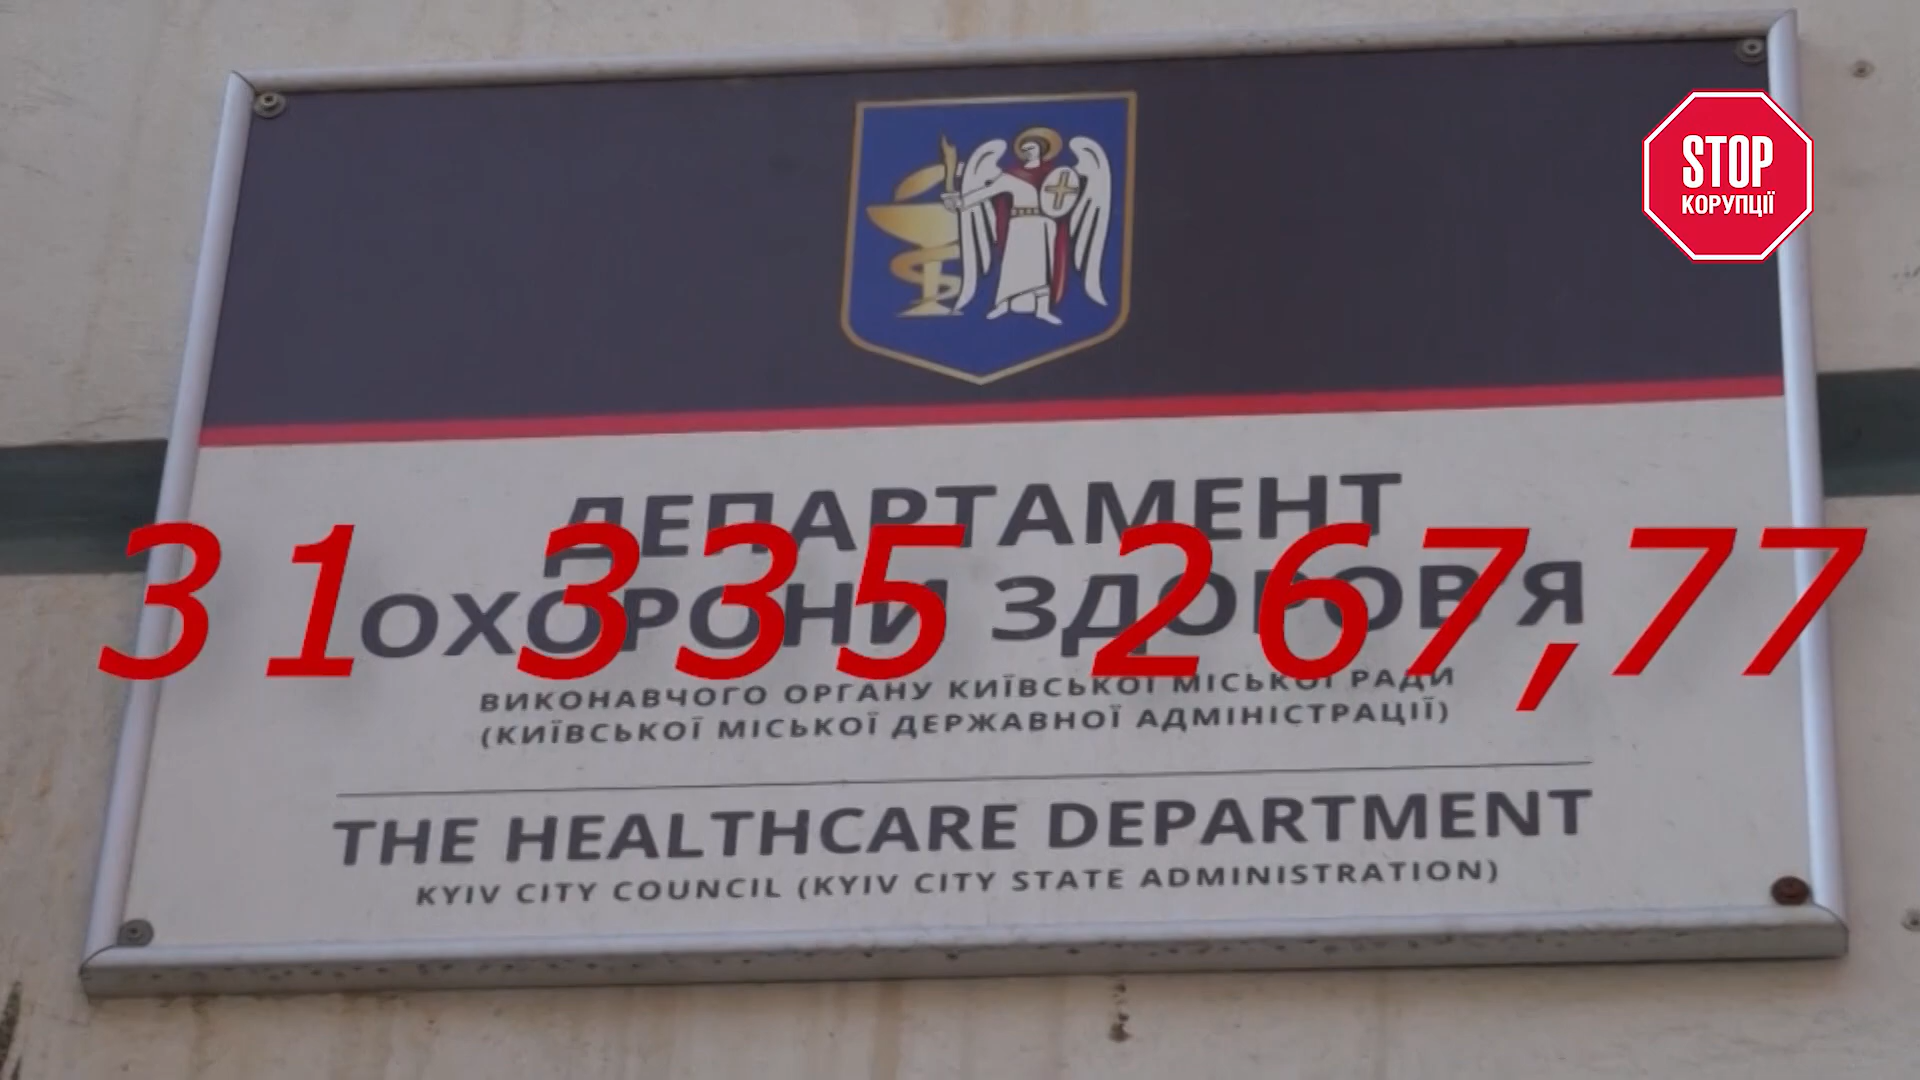 STOP
КОРУПЦІЇ
ДЕПАРТАМЕНТ
ОХОРОНИ ЗДОРОВ'Я
31 335 267,77
ВИКОНАВЧОГО ОРГАНУ КИЇВСЬКОЇ МІСЬКОЇ РАДИ
(КИЇВСЬКОЇ МІСЬКОЇ ДЕРЖАВНОЇ АДМІНІСТРАЦІЇ)
THE HEALTHCARE DEPARTMENT
KYIV CITY COUNCIL (KYIV CITY STATE ADMINISTRATION)